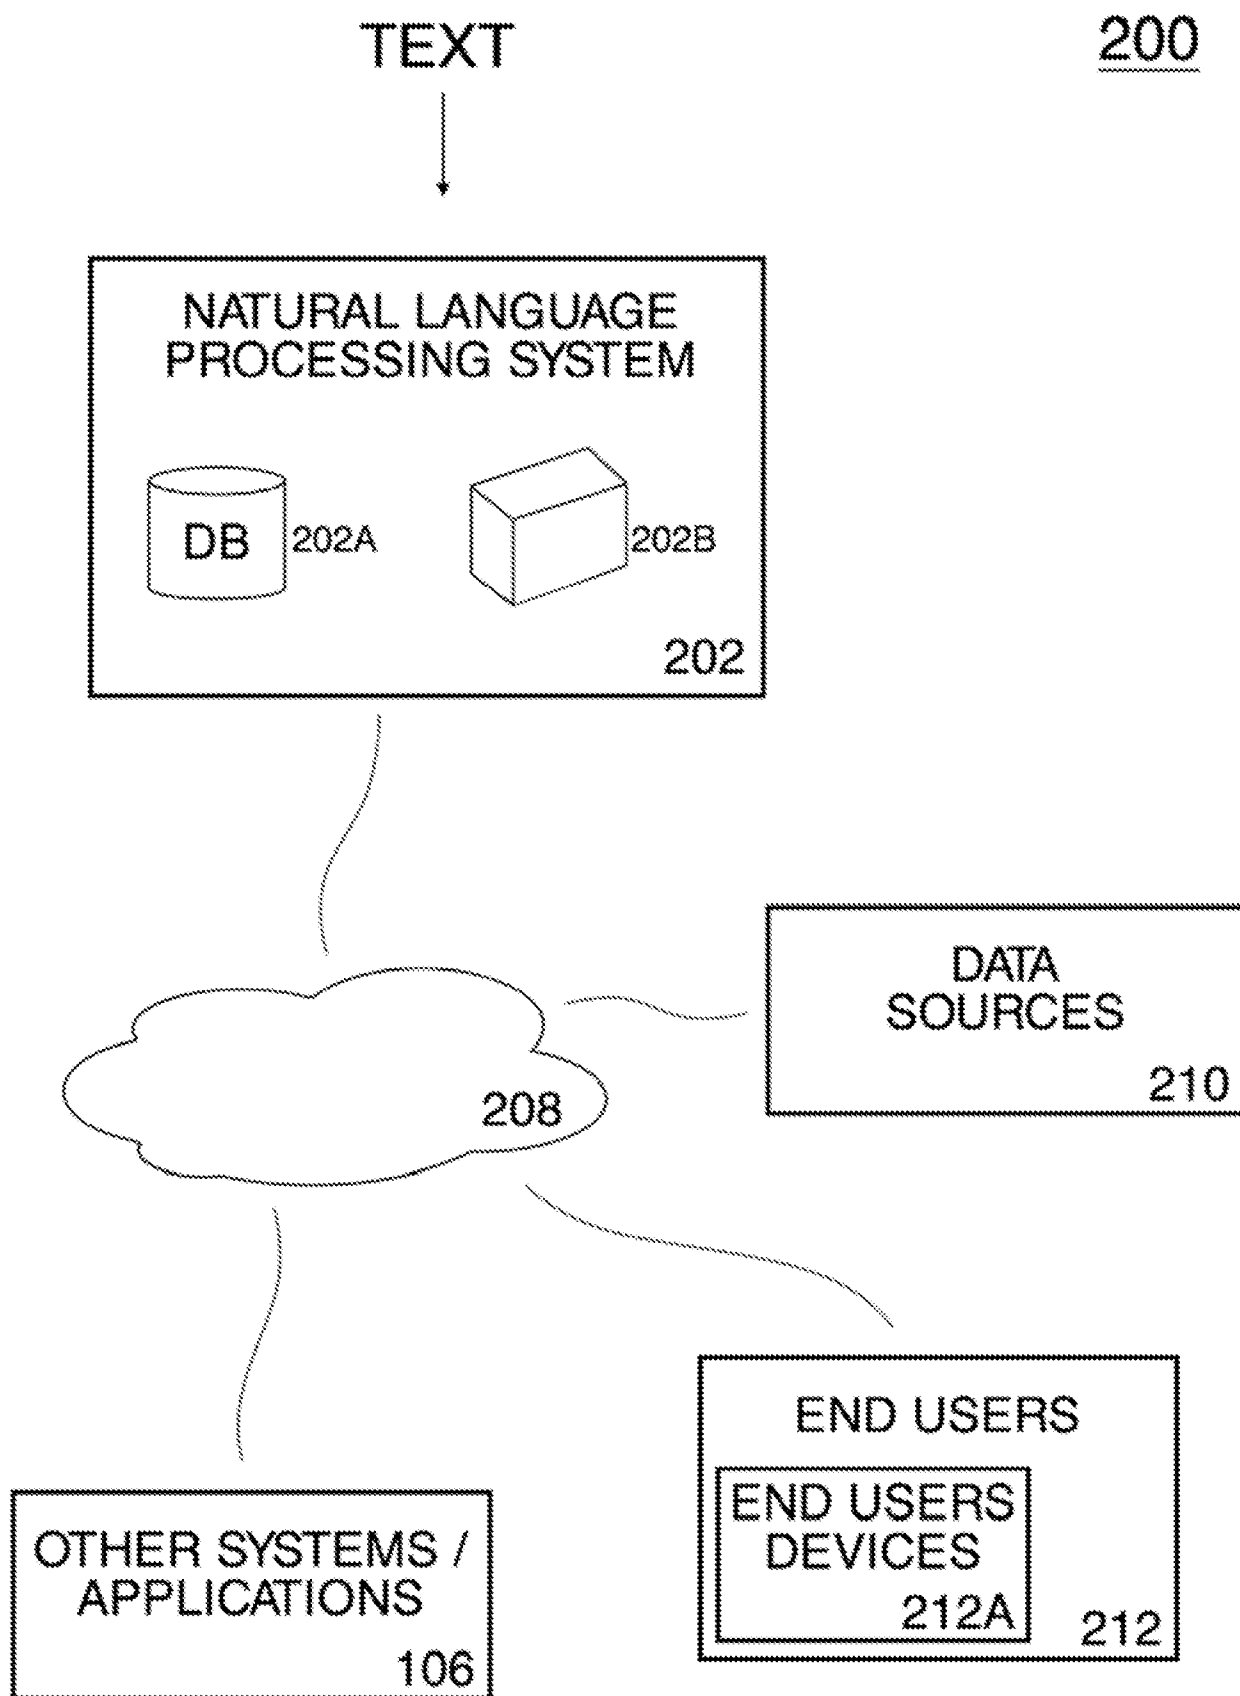 TEXT
200
NATURAL LANGUAGE
PROCESSING SYSTEM
DB
202A
202B
202
DATA
SOURCES
210
208
END USERS
END USERS
DEVICES
212A
212
OTHER SYSTEMS /
APPLICATIONS
106